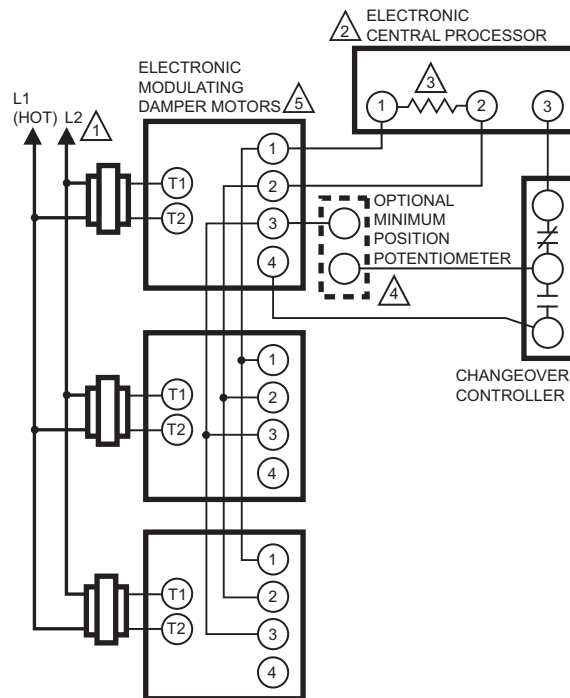 2 ELECTRONIC
CENTRAL PROCESSOR
1
3
2
3
ELECTRONIC
MODULATING
DAMPER MOTORS 5
L1
(HOT)
L2
1
T1
T2
1
2
3
4
OPTIONAL
MINIMUM
POSITION
POTENTIOMETER
4
CHANGEOVER
CONTROLLER
T1
T2
1
2
3
4
T1
T2
1
2
3
4